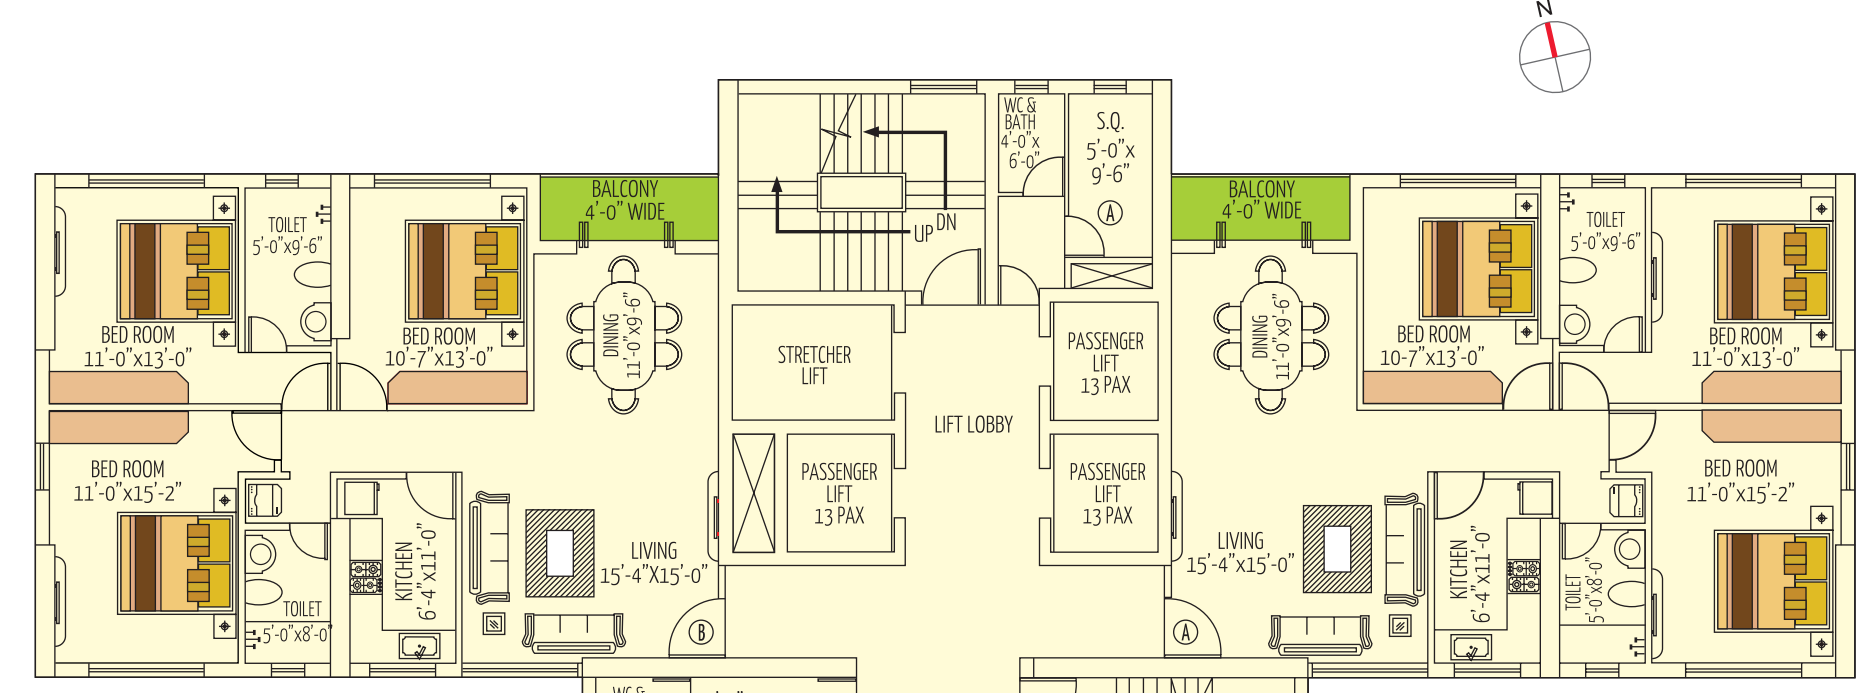 N
WC &
BATH
4'-0"x
6'-0"
S.Q.
5'-0"x
9'-6"
A
DN
UP
BALCONY
4'-0" WIDE
BALCONY
4'-0" WIDE
TOILET
5'-0"x9'-6"
BED ROOM
11'-0"x13'-0"
BED ROOM
10'-7"x13'-0"
DINING
11'-0"x9'-6"
STRETCHER
LIFT
PASSENGER
LIFT
13 PAX
LIFT LOBBY
DINING
11'-0"x9'-6"
BED ROOM
10-7"x13'-0"
TOILET
5'-0"x9'-6"
BED ROOM
11'-0"x13'-0"
BED ROOM
11'-0"x15'-2"
PASSENGER
LIFT
13 PAX
PASSENGER
LIFT
13 PAX
BED ROOM
11'-0"x15'-2"
KITCHEN
6'-4"x11'-0"
LIVING
15'-4"X15'-0"
LIVING
15'-4"x15'-0"
KITCHEN
6'-4"x11'-0"
TOILET
5'-0"x8'-0"
TOILET
5'-0"x8'-0"
B
A
WC &